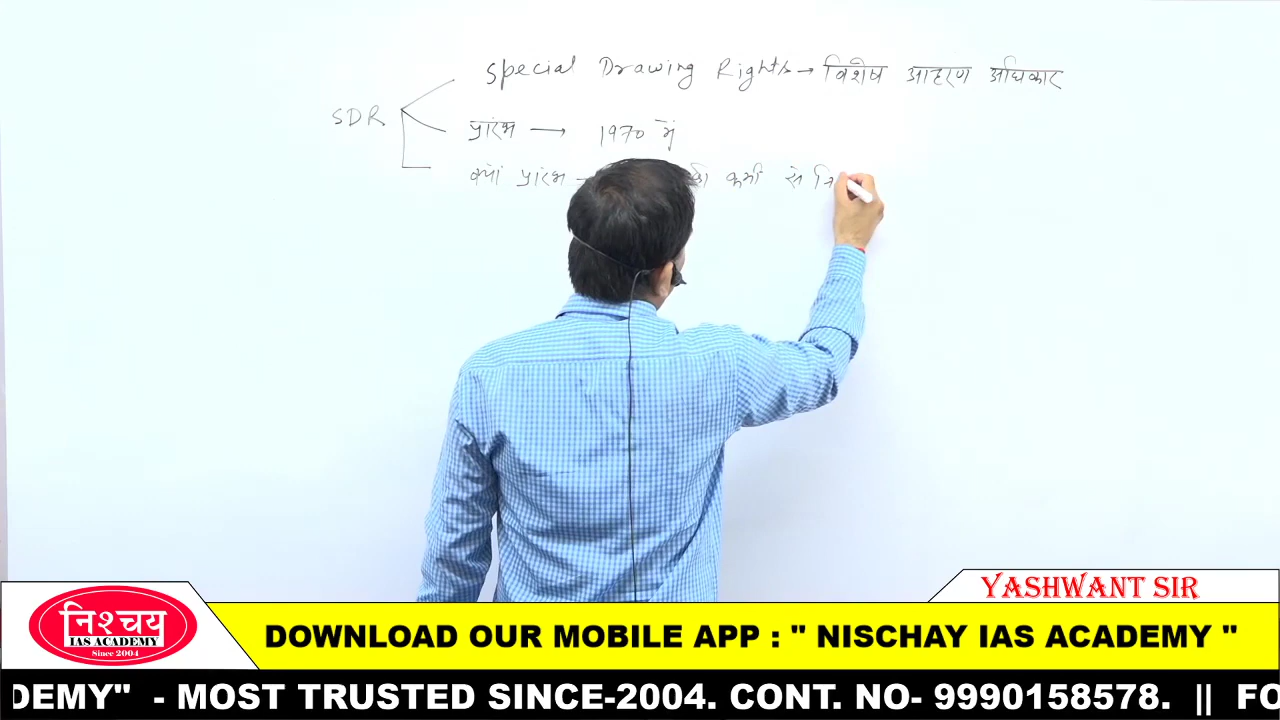 Special Drawing Rights → विशेष आहरण अधिकार
SDR
प्रारंभ → 1970 में
क्यों प्रारंभ - की कमी से नि
YASHWANT SIR
निश्चय
IAS ACADEMY
Since 2004
DOWNLOAD OUR MOBILE APP : " NISCHAY IAS ACADEMY "
DEMY" - MOST TRUSTED SINCE-2004. CONT. NO- 9990158578. || FO